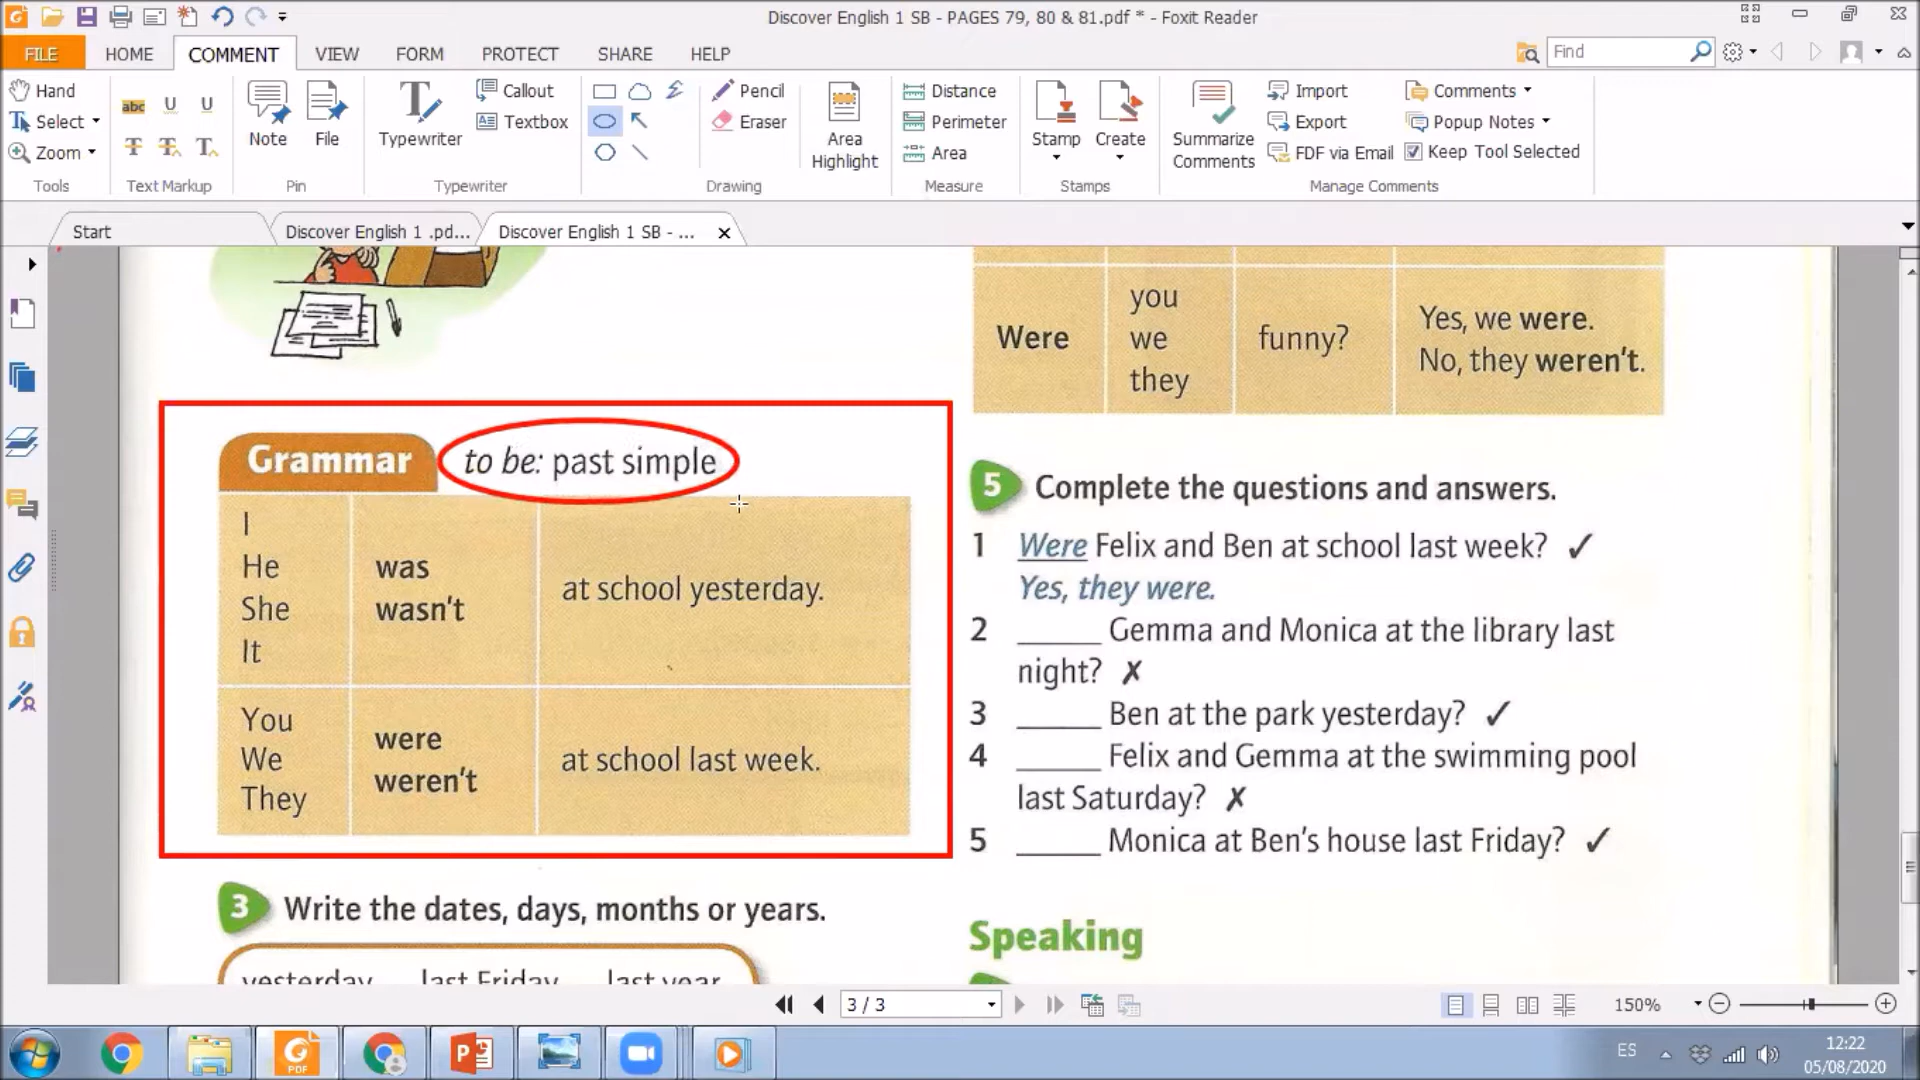 Discover English 1 SB - PAGES 79, 80 & 81.pdf * - Foxit Reader
FILE HOME COMMENT VIEW FORM PROTECT SHARE HELP
Find
Hand
Select
Zoom
Tools
abc U U
T T T
Text Markup
Note
File
Pin
Typewriter
Callout
Textbox
Typewriter
Pencil
Eraser
Area
Highlight
Drawing
Distance
Perimeter
Area
Measure
Stamp
Create
Stamps
Summarize
Comments
Import
Export
FDF via Email
Comments
Popup Notes
Keep Tool Selected
Manage Comments
Start
Discover English 1 .pd...
Discover English 1 SB - ...
Grammar to be: past simple
I
He
She
It
was
wasn't
at school yesterday.
You
We
They
were
weren't
at school last week.
3 Write the dates, days, months or years.
yesterday last Friday last year
Were
you
we
they
funny?
Yes, we were.
No, they weren't.
5 Complete the questions and answers.
1 Were Felix and Ben at school last week? ✓
Yes, they were.
2 _____ Gemma and Monica at the library last
night? ✗
3 _____ Ben at the park yesterday? ✓
4 _____ Felix and Gemma at the swimming pool
last Saturday? ✗
5 _____ Monica at Ben's house last Friday? ✓
Speaking
3 / 3
150%
PDF
ES
12:22
05/08/2020